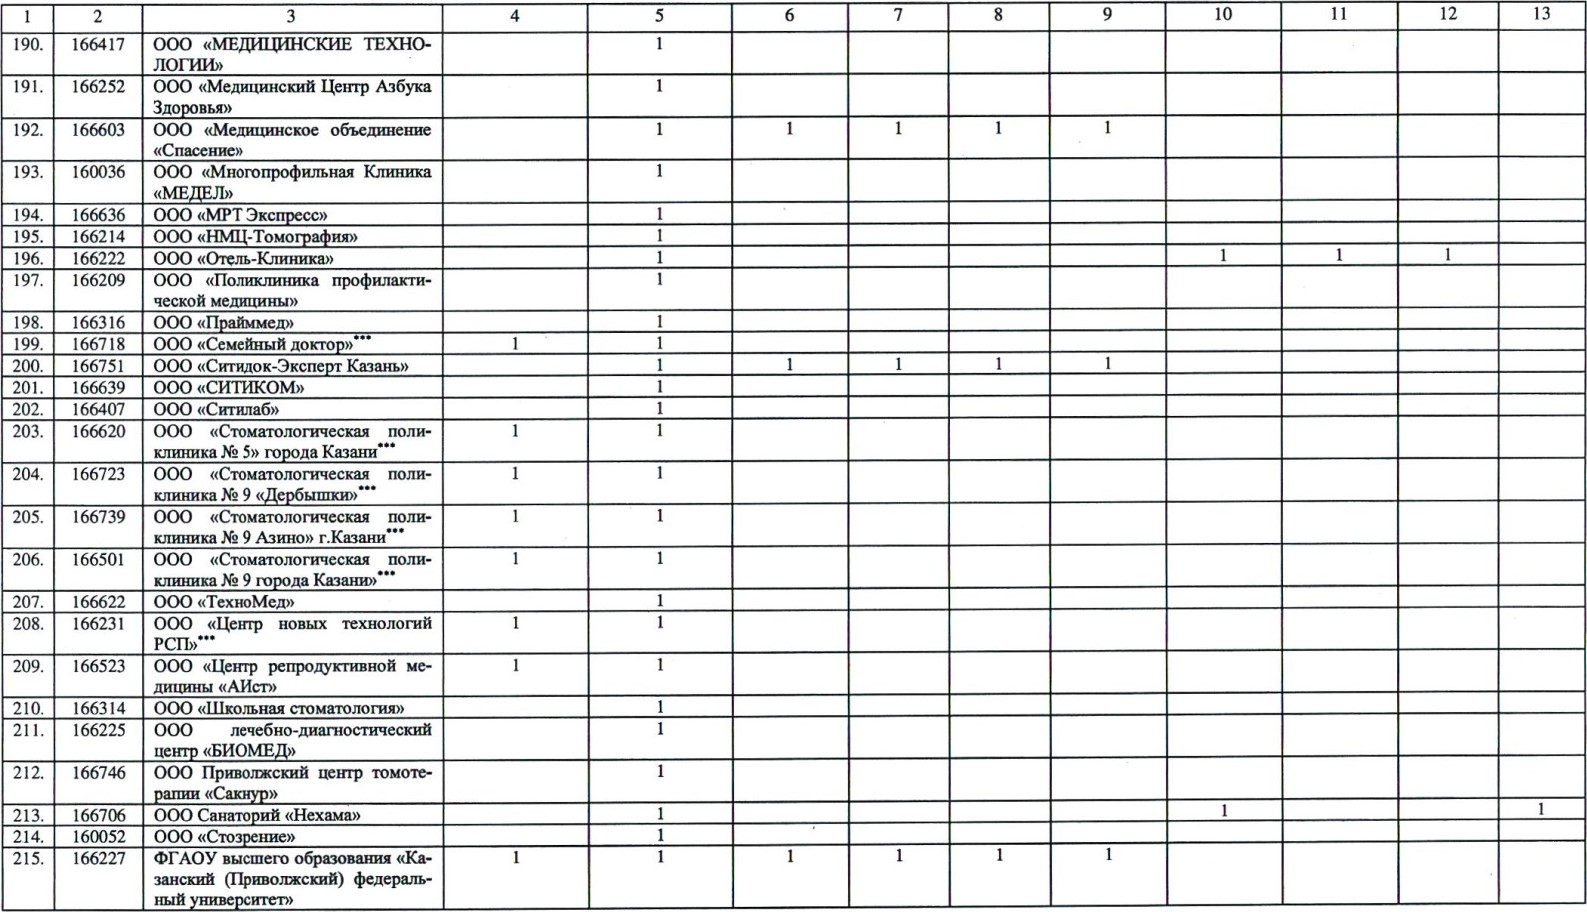 1 2 3 4 5 6 7 8 9 10 11 12 13
190. 166417 ООО «МЕДИЦИНСКИЕ ТЕХНО- 1
ЛОГИИ»
191. 166252 ООО «Медицинский Центр Азбука 1
Здоровья»
192. 166603 ООО «Медицинское объединение 1 1 1 1 1
«Спасение»
193. 160036 ООО «Многопрофильная Клиника 1
«МЕДЕЛ»
194. 166636 ООО «МРТ Экспресс» 1
195. 166214 ООО «НМЦ-Томография» 1
196. 166222 ООО «Отель-Клиника» 1 1 1 1
197. 166209 ООО «Поликлиника профилакти- 1
ческой медицины»
198. 166316 ООО «Прайммед» 1
199. 166718 ООО «Семейный доктор»*** 1 1
200. 166751 ООО «Ситидок-Эксперт Казань» 1 1 1 1 1
201. 166639 ООО «СИТИКОМ» 1
202. 166407 ООО «Ситилаб» 1
203. 166620 ООО «Стоматологическая поли- 1 1
клиника № 5» города Казани***
204. 166723 ООО «Стоматологическая поли- 1 1
клиника № 9 «Дербышки»***
205. 166739 ООО «Стоматологическая поли- 1 1
клиника № 9 Азино» г.Казани***
206. 166501 ООО «Стоматологическая поли- 1 1
клиника № 9 города Казани»***
207. 166622 ООО «ТехноМед» 1
208. 166231 ООО «Центр новых технологий 1 1
РСП»***
209. 166523 ООО «Центр репродуктивной ме- 1 1
дицины «АИст»
210. 166314 ООО «Школьная стоматология» 1
211. 166225 ООО лечебно-диагностический 1
центр «БИОМЕД»
212. 166746 ООО Приволжский центр томоте- 1
рапии «Сакнур»
213. 166706 ООО Санаторий «Нехама» 1 1 1
214. 160052 ООО «Стозрение» 1
215. 166227 ФГАОУ высшего образования «Ка- 1 1 1 1 1 1
занский (Приволжский) федераль-
ный университет»